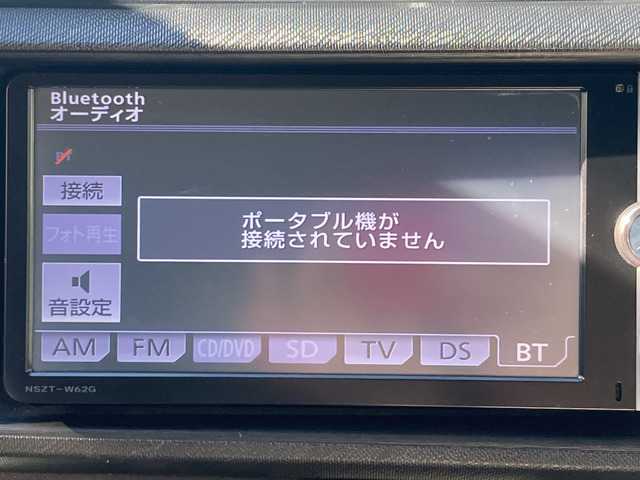 Bluetooth
オーディオ
BT
接続
ポータブル機が
接続されていません
フォト再生
音設定
AM FM CD/DVD SD TV DS BT
NSZT-W62G